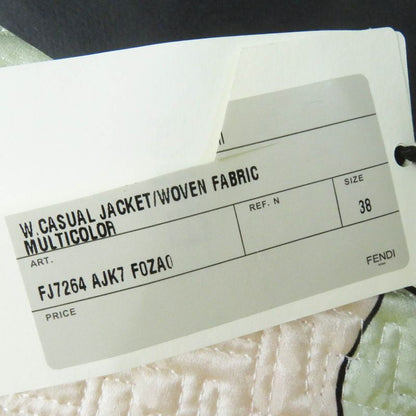 W.CASUAL JACKET/WOVEN FABRIC
MULTICOLOR
ART.
REF. N
SIZE
38
FJ7264 AJK7 F0ZA0
PRICE
FENDI